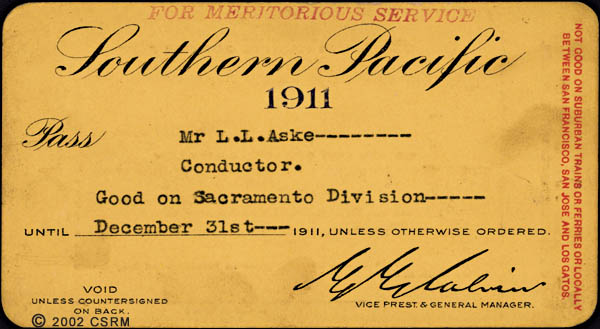 FOR MERITORIOUS SERVICE
Southern Pacific
1911
Pass Mr L.L.Aske---------
Conductor.
Good on Sacramento Division-----
UNTIL December 31st--- 1911, UNLESS OTHERWISE ORDERED.
VOID
UNLESS COUNTERSIGNED
ON BACK.
VICE PREST. & GENERAL MANAGER.
NOT GOOD ON SUBURBAN TRAINS OR FERRIES OR LOCALLY
BETWEEN SAN FRANCISCO, SAN JOSE AND LOS GATOS.
© 2002 CSRM